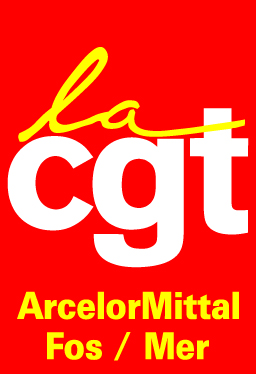 la
cgt
ArcelorMittal
Fos / Mer